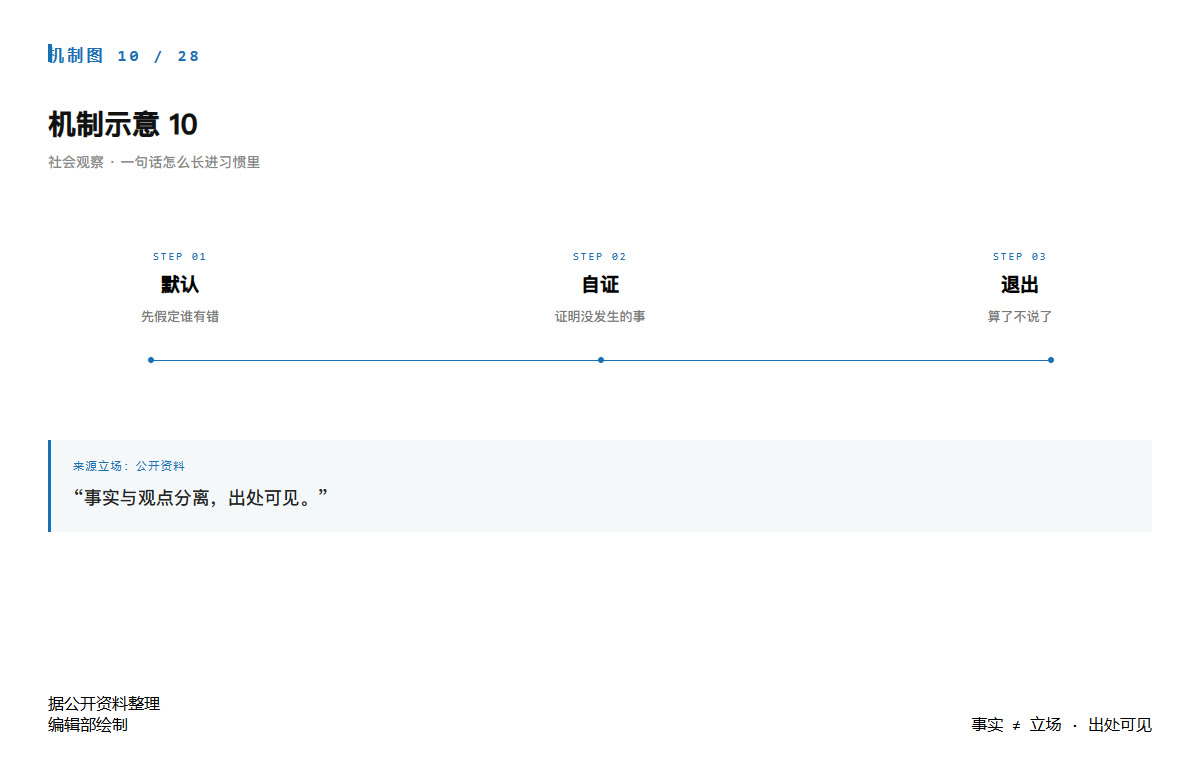 机制图 10 / 28
机制示意 10
社会观察 · 一句话怎么长进习惯里
STEP 01
默认
先假定谁有错
STEP 02
自证
证明没发生的事
STEP 03
退出
算了不说了
来源立场：公开资料
“事实与观点分离，出处可见。”
据公开资料整理
编辑部绘制
事实 ≠ 立场 · 出处可见